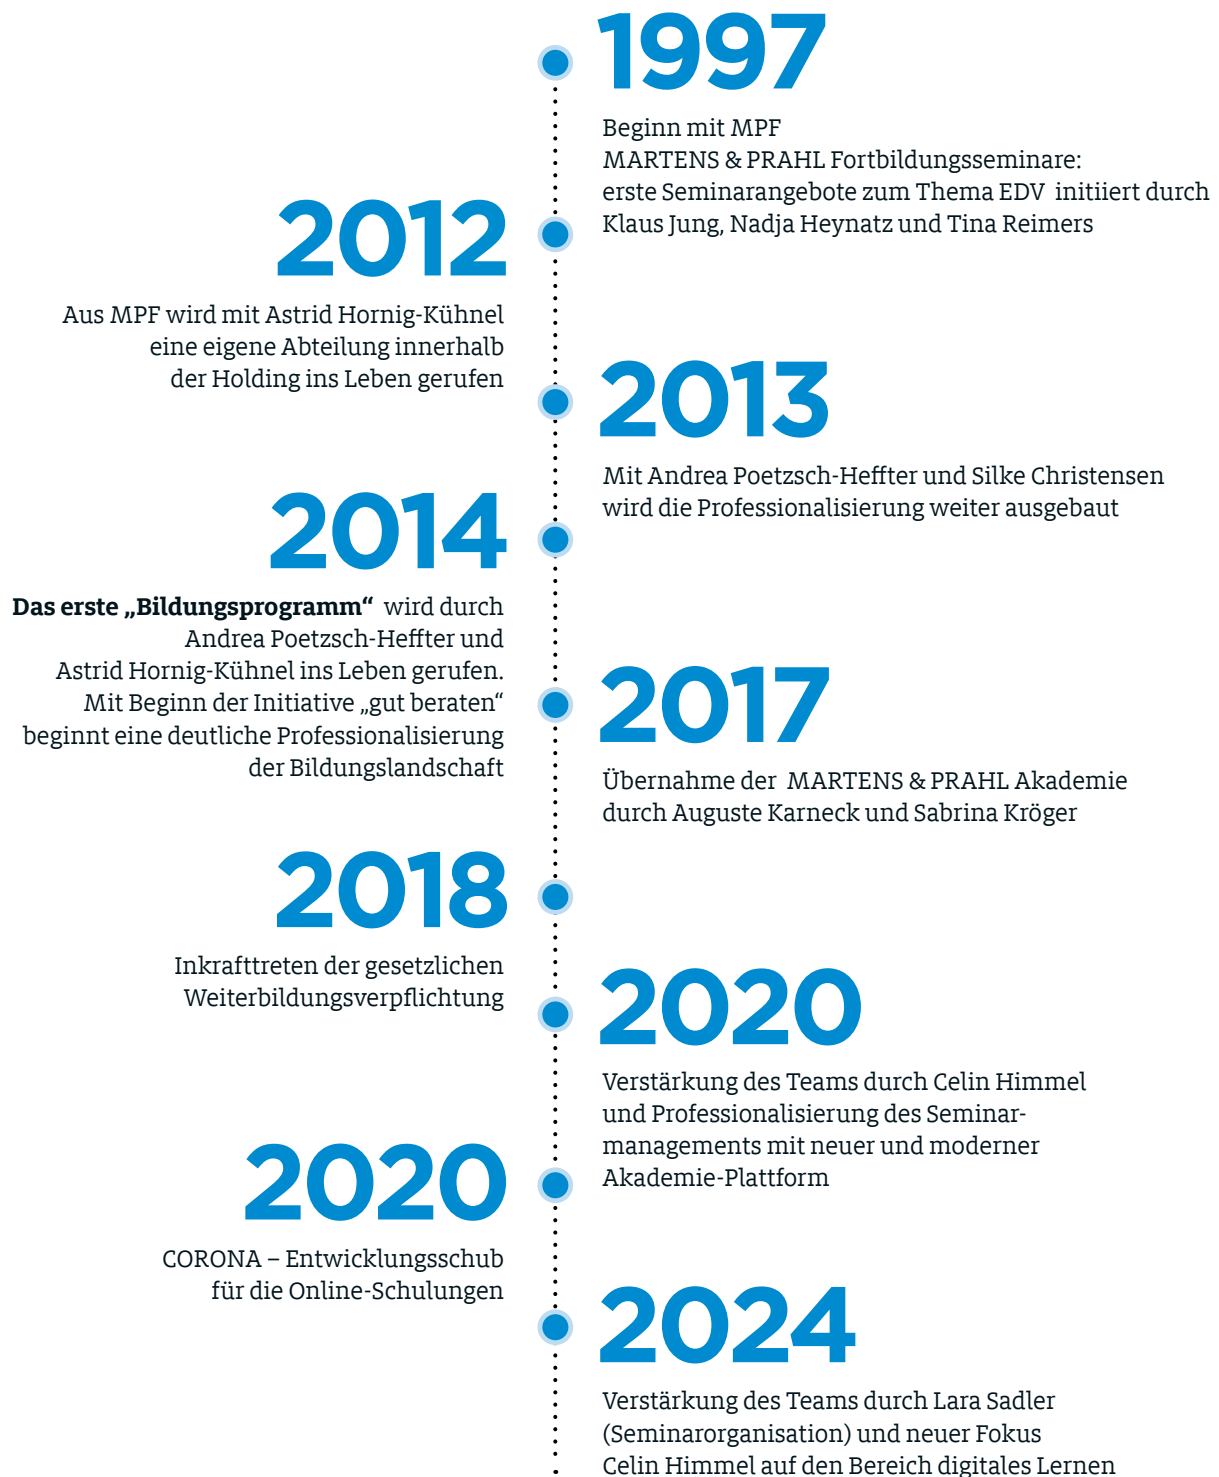 1997
Beginn mit MPF
MARTENS & PRAHL Fortbildungsseminare:
erste Seminarangebote zum Thema EDV initiiert durch
Klaus Jung, Nadja Heynatz und Tina Reimers
2012
Aus MPF wird mit Astrid Hornig-Kühnel
eine eigene Abteilung innerhalb
der Holding ins Leben gerufen
2013
Mit Andrea Poetzsch-Heffter und Silke Christensen
wird die Professionalisierung weiter ausgebaut
2014
Das erste „Bildungsprogramm“ wird durch
Andrea Poetzsch-Heffter und
Astrid Hornig-Kühnel ins Leben gerufen.
Mit Beginn der Initiative „gut beraten“
beginnt eine deutliche Professionalisierung
der Bildungslandschaft
2017
Übernahme der MARTENS & PRAHL Akademie
durch Auguste Karneck und Sabrina Kröger
2018
Inkrafttreten der gesetzlichen
Weiterbildungsverpflichtung
2020
Verstärkung des Teams durch Celin Himmel
und Professionalisierung des Seminar-
managements mit neuer und moderner
Akademie-Plattform
2020
CORONA – Entwicklungsschub
für die Online-Schulungen
2024
Verstärkung des Teams durch Lara Sadler
(Seminarorganisation) und neuer Fokus
Celin Himmel auf den Bereich digitales Lernen